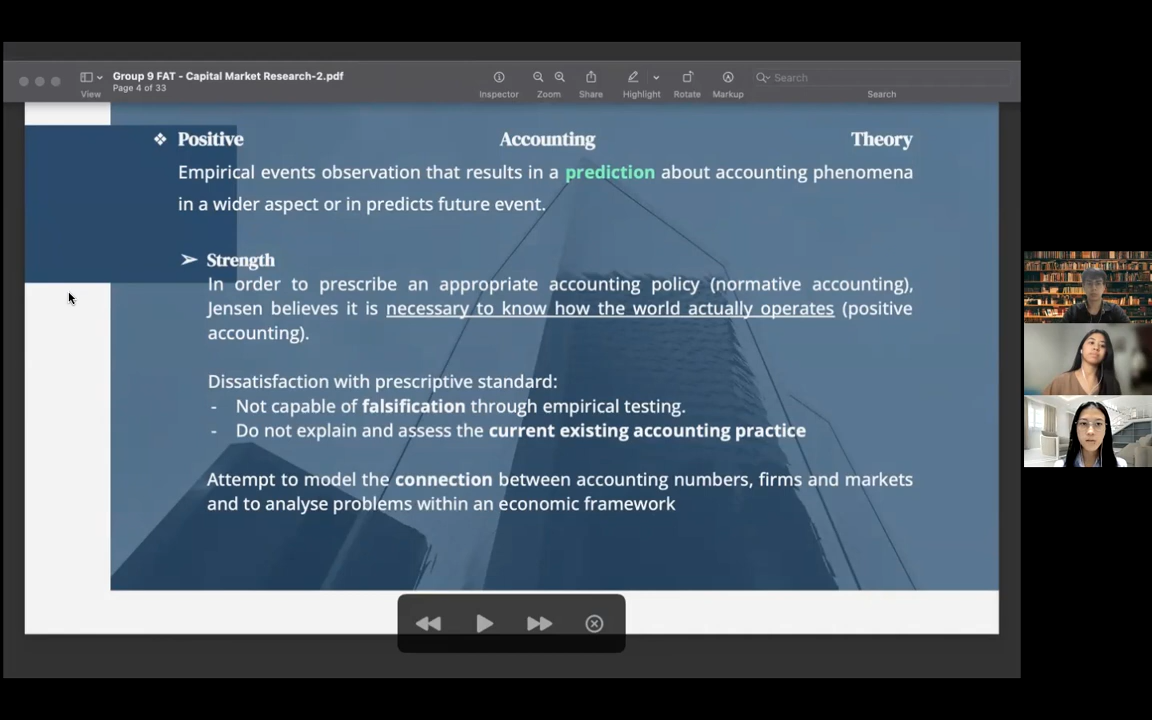 Group 9 FAT - Capital Market Research-2.pdf
Page 4 of 33
View
Inspector
Zoom
Share
Highlight
Rotate
Markup
Search
Search
❖ Positive Accounting Theory
Empirical events observation that results in a prediction about accounting phenomena
in a wider aspect or in predicts future event.
➢ Strength
In order to prescribe an appropriate accounting policy (normative accounting),
Jensen believes it is necessary to know how the world actually operates (positive
accounting).
Dissatisfaction with prescriptive standard:
- Not capable of falsification through empirical testing.
- Do not explain and assess the current existing accounting practice
Attempt to model the connection between accounting numbers, firms and markets
and to analyse problems within an economic framework